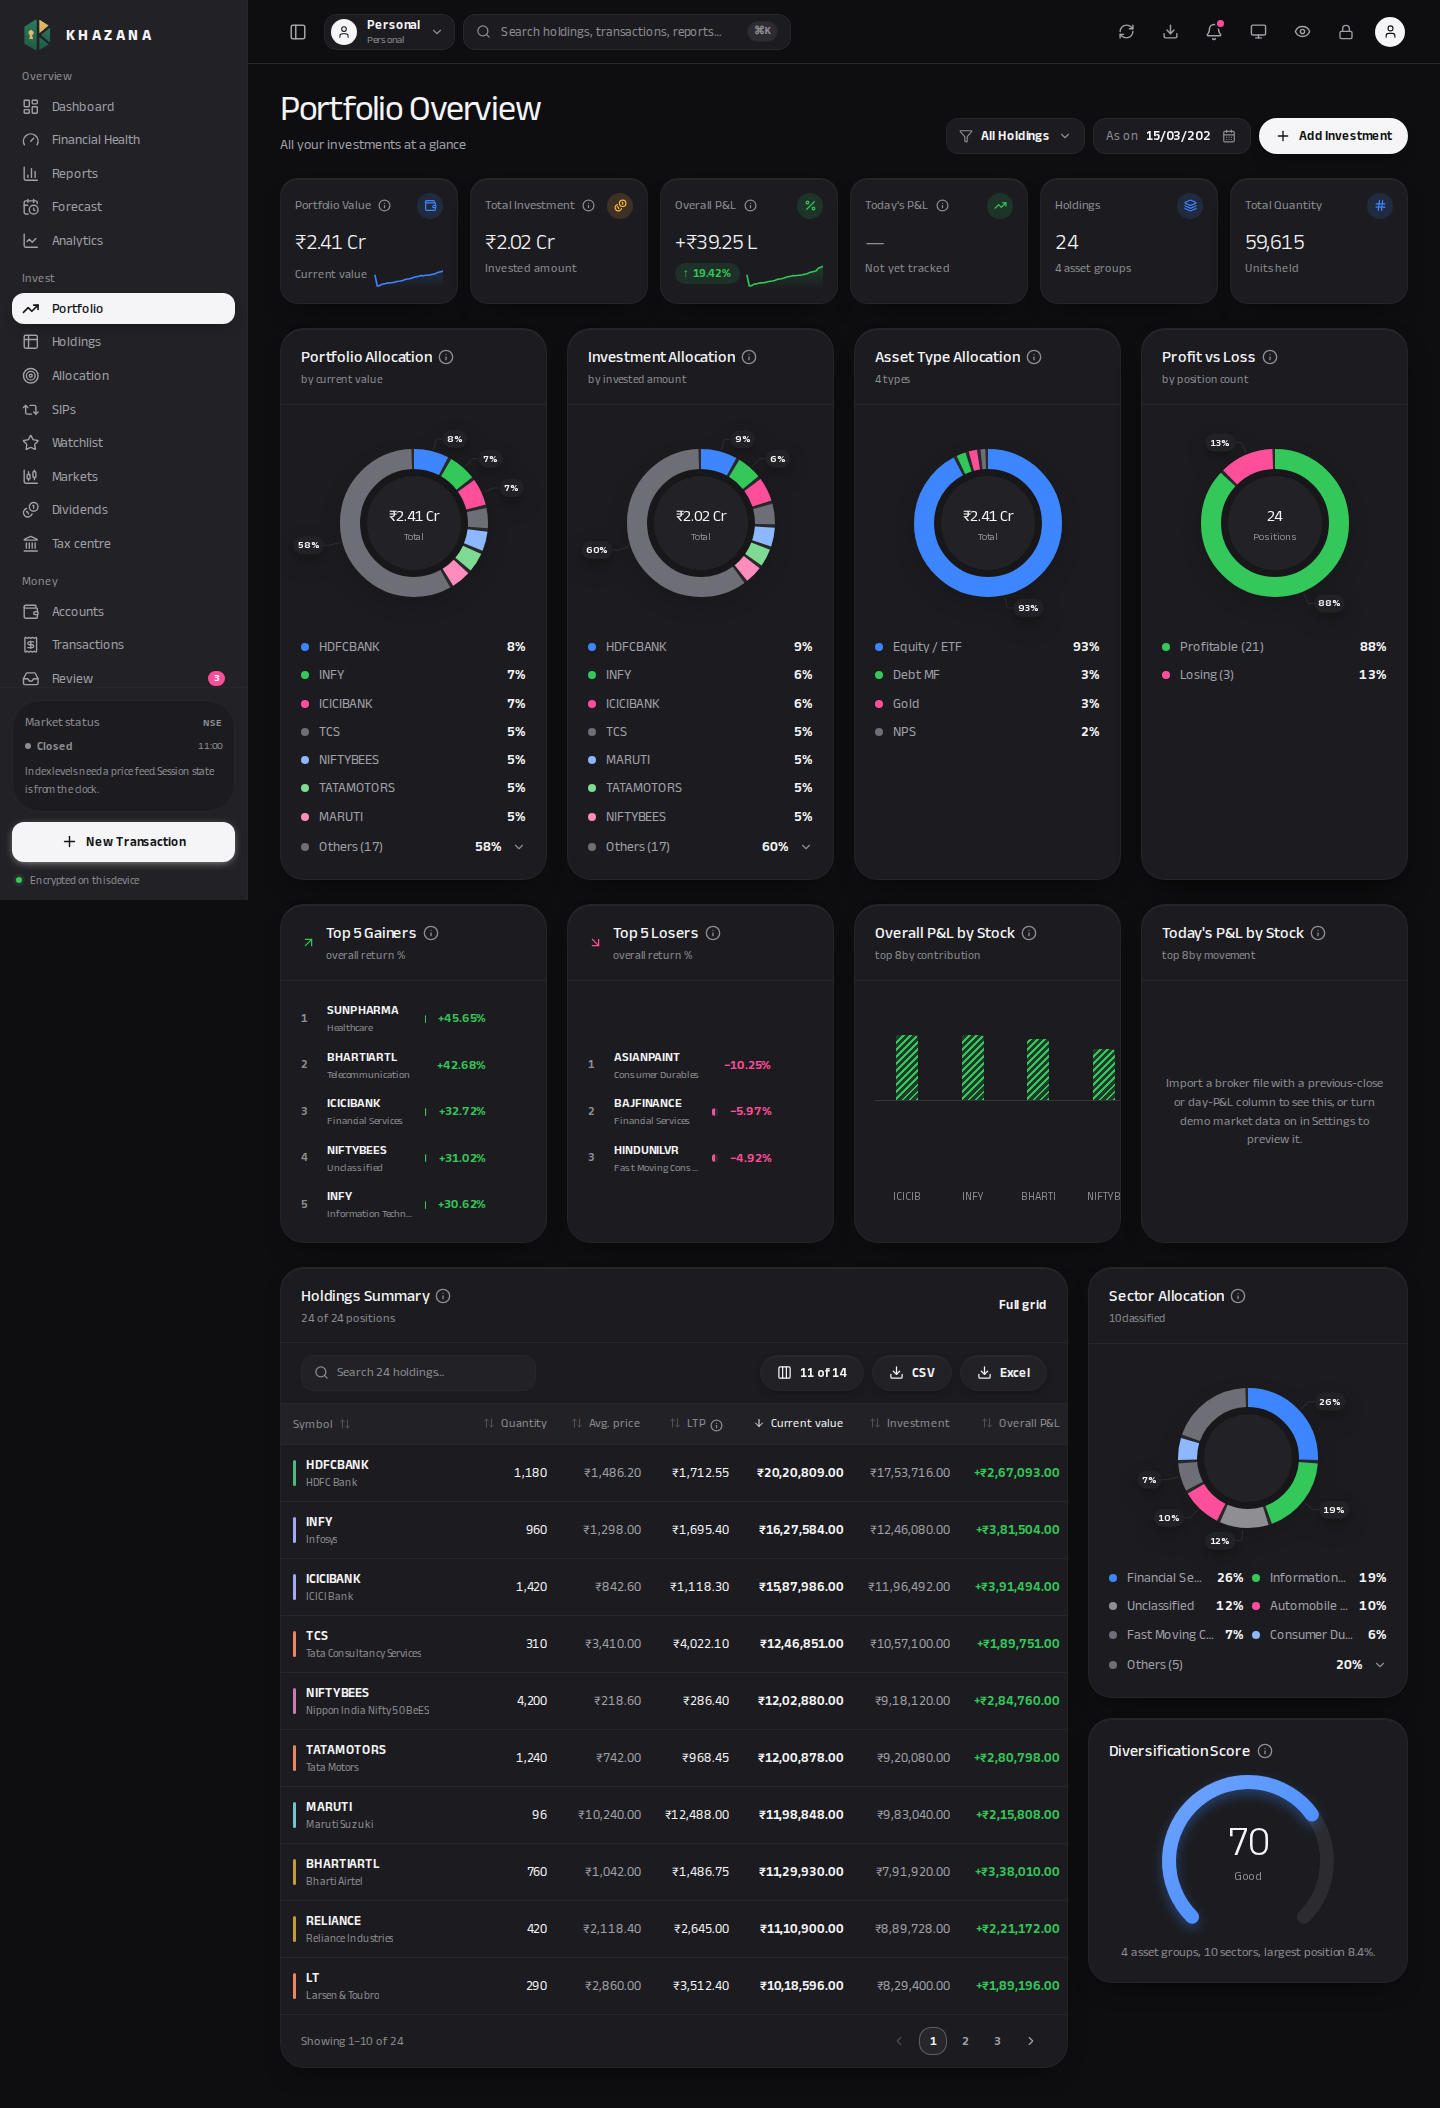 KHAZANA
Overview
Dashboard
Financial Health
Reports
Forecast
Analytics
Invest
Portfolio
Holdings
Allocation
SIPs
Watchlist
Markets
Dividends
Tax centre
Money
Accounts
Transactions
Review 3
Market status NSE
Closed 11:00
Index levels need a price feed. Session state
is from the clock.
New Transaction
Encrypted on this device
Personal
Personal
Search holdings, transactions, reports... ⌘K
Portfolio Overview
All your investments at a glance
All Holdings
As on 15/03/202
Add Investment
Portfolio Value
₹2.41 Cr
Current value
Total Investment
₹2.02 Cr
Invested amount
Overall P&L
+₹39.25 L
↑ 19.42%
Today's P&L
—
Not yet tracked
Holdings
24
4 asset groups
Total Quantity
59,615
Units held
Portfolio Allocation
by current value
8%
7%
7%
58%
₹2.41 Cr
Total
HDFCBANK 8%
INFY 7%
ICICIBANK 7%
TCS 5%
NIFTYBEES 5%
TATAMOTORS 5%
MARUTI 5%
Others (17) 58%
Investment Allocation
by invested amount
9%
6%
60%
₹2.02 Cr
Total
HDFCBANK 9%
INFY 6%
ICICIBANK 6%
TCS 5%
MARUTI 5%
TATAMOTORS 5%
NIFTYBEES 5%
Others (17) 60%
Asset Type Allocation
4 types
₹2.41 Cr
Total
93%
Equity / ETF 93%
Debt MF 3%
Gold 3%
NPS 2%
Profit vs Loss
by position count
13%
24
Positions
88%
Profitable (21) 88%
Losing (3) 13%
Top 5 Gainers
overall return %
1 SUNPHARMA +45.65%
Healthcare
2 BHARTIARTL +42.68%
Telecommunication
3 ICICIBANK +32.72%
Financial Services
4 NIFTYBEES +31.02%
Unclassified
5 INFY +30.62%
Information Techn...
Top 5 Losers
overall return %
1 ASIANPAINT −10.25%
Consumer Durables
2 BAJFINANCE −5.97%
Financial Services
3 HINDUNILVR −4.92%
Fast Moving Cons...
Overall P&L by Stock
top 8 by contribution
ICICIB INFY BHARTI NIFTYB
Today's P&L by Stock
top 8 by movement
Import a broker file with a previous-close
or day-P&L column to see this, or turn
demo market data on in Settings to
preview it.
Holdings Summary
24 of 24 positions
Full grid
Search 24 holdings...
11 of 14
CSV
Excel
Symbol Quantity Avg. price LTP Current value Investment Overall P&L
HDFCBANK 1,180 ₹1,486.20 ₹1,712.55 ₹20,20,809.00 ₹17,53,716.00 +₹2,67,093.00
HDFC Bank
INFY 960 ₹1,298.00 ₹1,695.40 ₹16,27,584.00 ₹12,46,080.00 +₹3,81,504.00
Infosys
ICICIBANK 1,420 ₹842.60 ₹1,118.30 ₹15,87,986.00 ₹11,96,492.00 +₹3,91,494.00
ICICI Bank
TCS 310 ₹3,410.00 ₹4,022.10 ₹12,46,851.00 ₹10,57,100.00 +₹1,89,751.00
Tata Consultancy Services
NIFTYBEES 4,200 ₹218.60 ₹286.40 ₹12,02,880.00 ₹9,18,120.00 +₹2,84,760.00
Nippon India Nifty 50 BeES
TATAMOTORS 1,240 ₹742.00 ₹968.45 ₹12,00,878.00 ₹9,20,080.00 +₹2,80,798.00
Tata Motors
MARUTI 96 ₹10,240.00 ₹12,488.00 ₹11,98,848.00 ₹9,83,040.00 +₹2,15,808.00
Maruti Suzuki
BHARTIARTL 760 ₹1,042.00 ₹1,486.75 ₹11,29,930.00 ₹7,91,920.00 +₹3,38,010.00
Bharti Airtel
RELIANCE 420 ₹2,118.40 ₹2,645.00 ₹11,10,900.00 ₹8,89,728.00 +₹2,21,172.00
Reliance Industries
LT 290 ₹2,860.00 ₹3,512.40 ₹10,18,596.00 ₹8,29,400.00 +₹1,89,196.00
Larsen & Toubro
Showing 1–10 of 24
1 2 3
Sector Allocation
10 classified
26%
7%
10%
12%
19%
Financial Se... 26% Information... 19%
Unclassified 12% Automobile ... 10%
Fast Moving C... 7% Consumer Du... 6%
Others (5) 20%
Diversification Score
70
Good
4 asset groups, 10 sectors, largest position 8.4%.